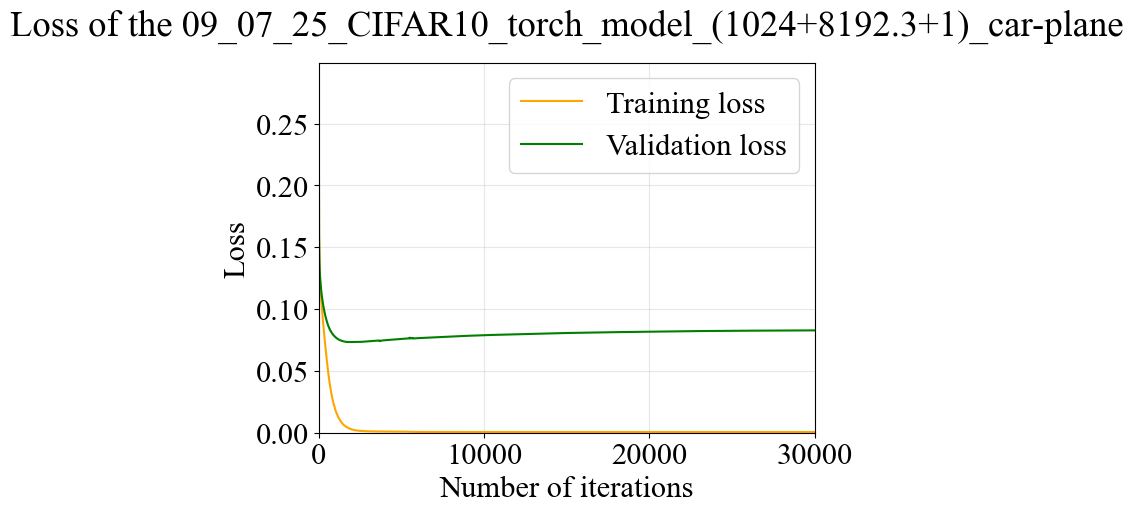 Loss of the 09_07_25_CIFAR10_torch_model_(1024+8192.3+1)_car-plane
Training loss
Validation loss
0.25
0.20
0.15
0.10
0.05
0.00
Loss
0 10000 20000 30000
Number of iterations